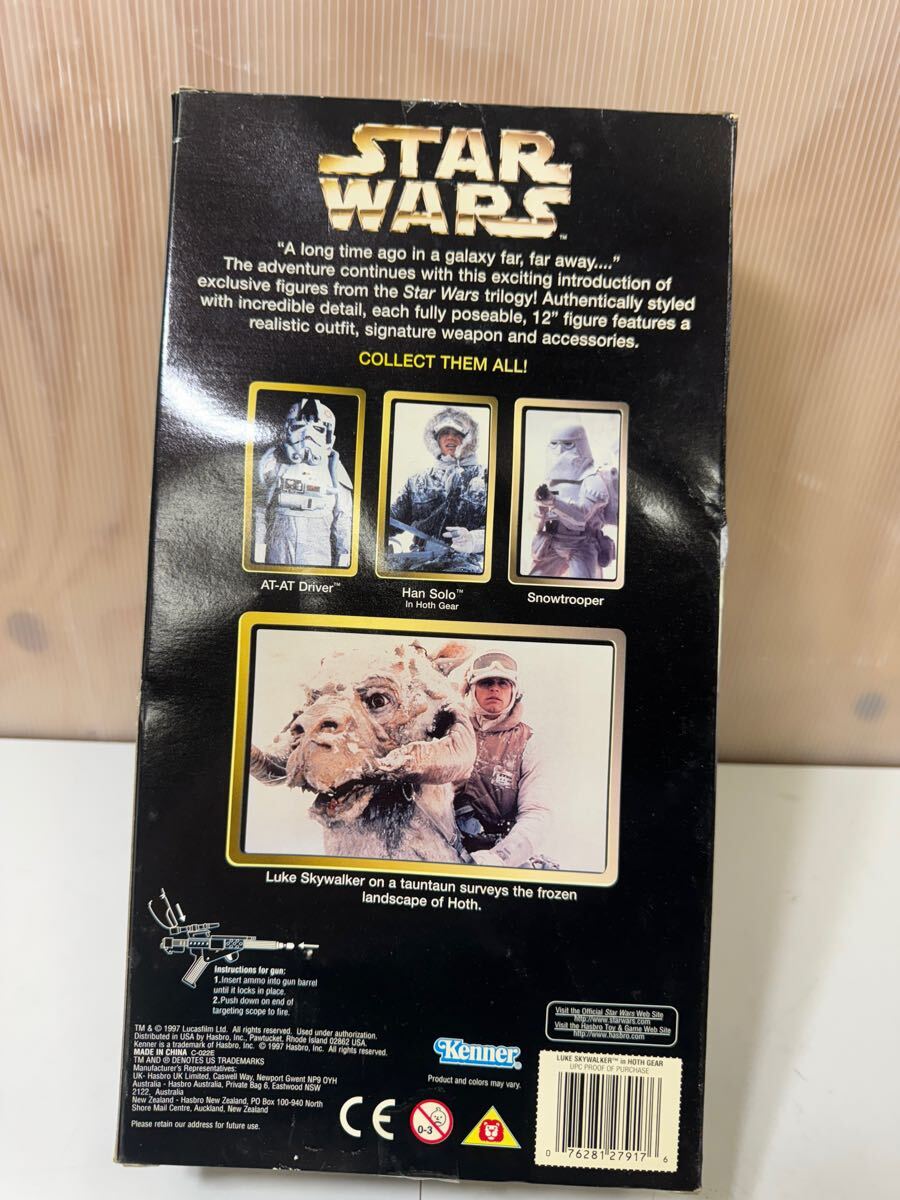 STAR
WARS™
"A long time ago in a galaxy far, far away...."
The adventure continues with this exciting introduction of
exclusive figures from the Star Wars trilogy! Authentically styled
with incredible detail, each fully poseable, 12" figure features a
realistic outfit, signature weapon and accessories.
COLLECT THEM ALL!
AT-AT Driver™
Han Solo™
In Hoth Gear
Snowtrooper
Luke Skywalker on a tauntaun surveys the frozen
landscape of Hoth.
Instructions for gun:
1.Insert ammo into gun barrel
until it locks in place.
2.Push down on end of
targeting scope to fire.
TM & © 1997 Lucasfilm Ltd. All rights reserved. Used under authorization.
Distributed in USA by Hasbro, Inc., Pawtucket, Rhode Island 02862 USA.
Kenner is a trademark of Hasbro, Inc. © 1997 Hasbro, Inc. All rights reserved.
MADE IN CHINA C-022E
TM AND ® DENOTES US TRADEMARKS
Manufacturer's Representatives:
UK- Hasbro UK Limited, Caswell Way, Newport Gwent NP9 0YH
Australia - Hasbro Australia, Private Bag 6, Eastwood NSW
2122, Australia
New Zealand - Hasbro New Zealand, PO Box 100-940 North
Shore Mail Centre, Auckland, New Zealand
Please retain our address for future use.
Kenner
Product and colors may vary.
CE
0-3
Visit the Official Star Wars Web Site
http://www.starwars.com
Visit the Hasbro Toy & Game Web Site
http://www.hasbro.com
LUKE SKYWALKER™ in HOTH GEAR
UPC PROOF OF PURCHASE
0 76281 27917 6